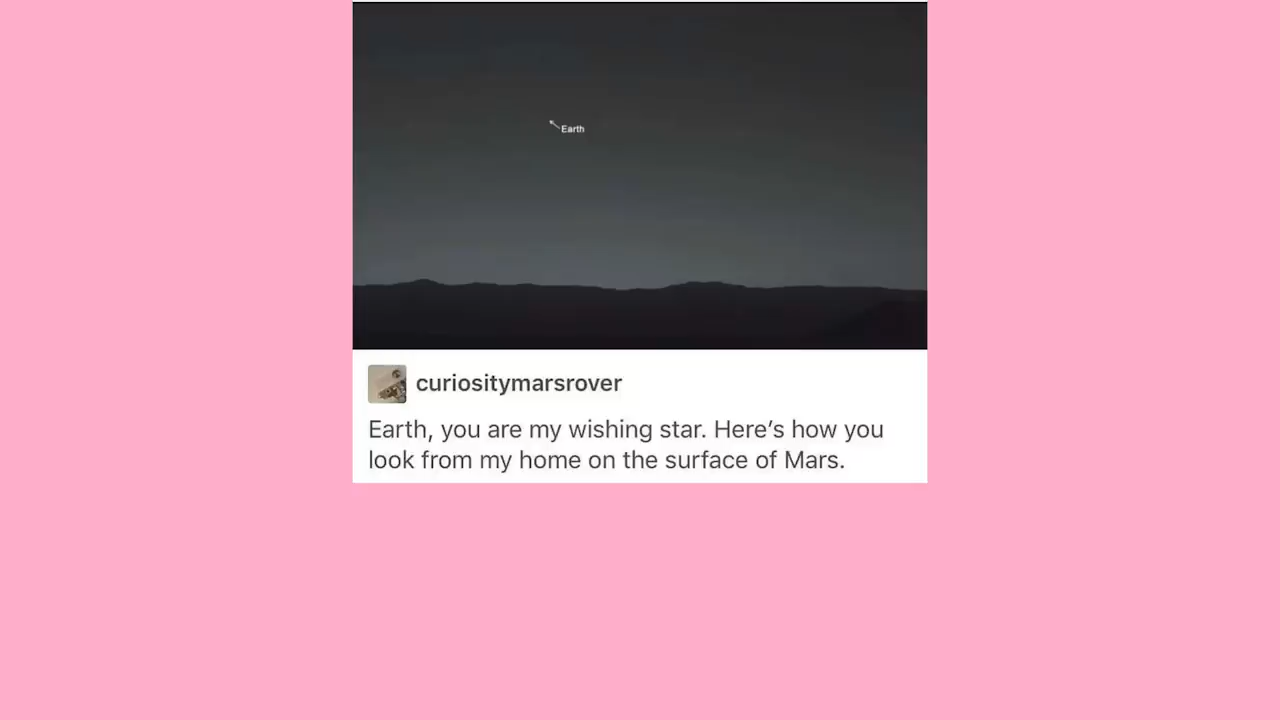 Earth
curiositymarsrover
Earth, you are my wishing star. Here’s how you
look from my home on the surface of Mars.